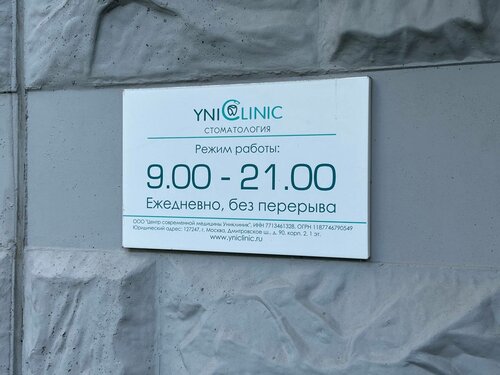 YNICLINIC
СТОМАТОЛОГИЯ
Режим работы:
9.00 - 21.00
Ежедневно, без перерыва
ООО "Центр современной медицины Униклиник", ИНН 7713461328, ОГРН 1187746790549
Юридический адрес: 127247, г. Москва, Дмитровское ш., д. 90, корп. 2, 1 эт.
www.yniclinic.ru